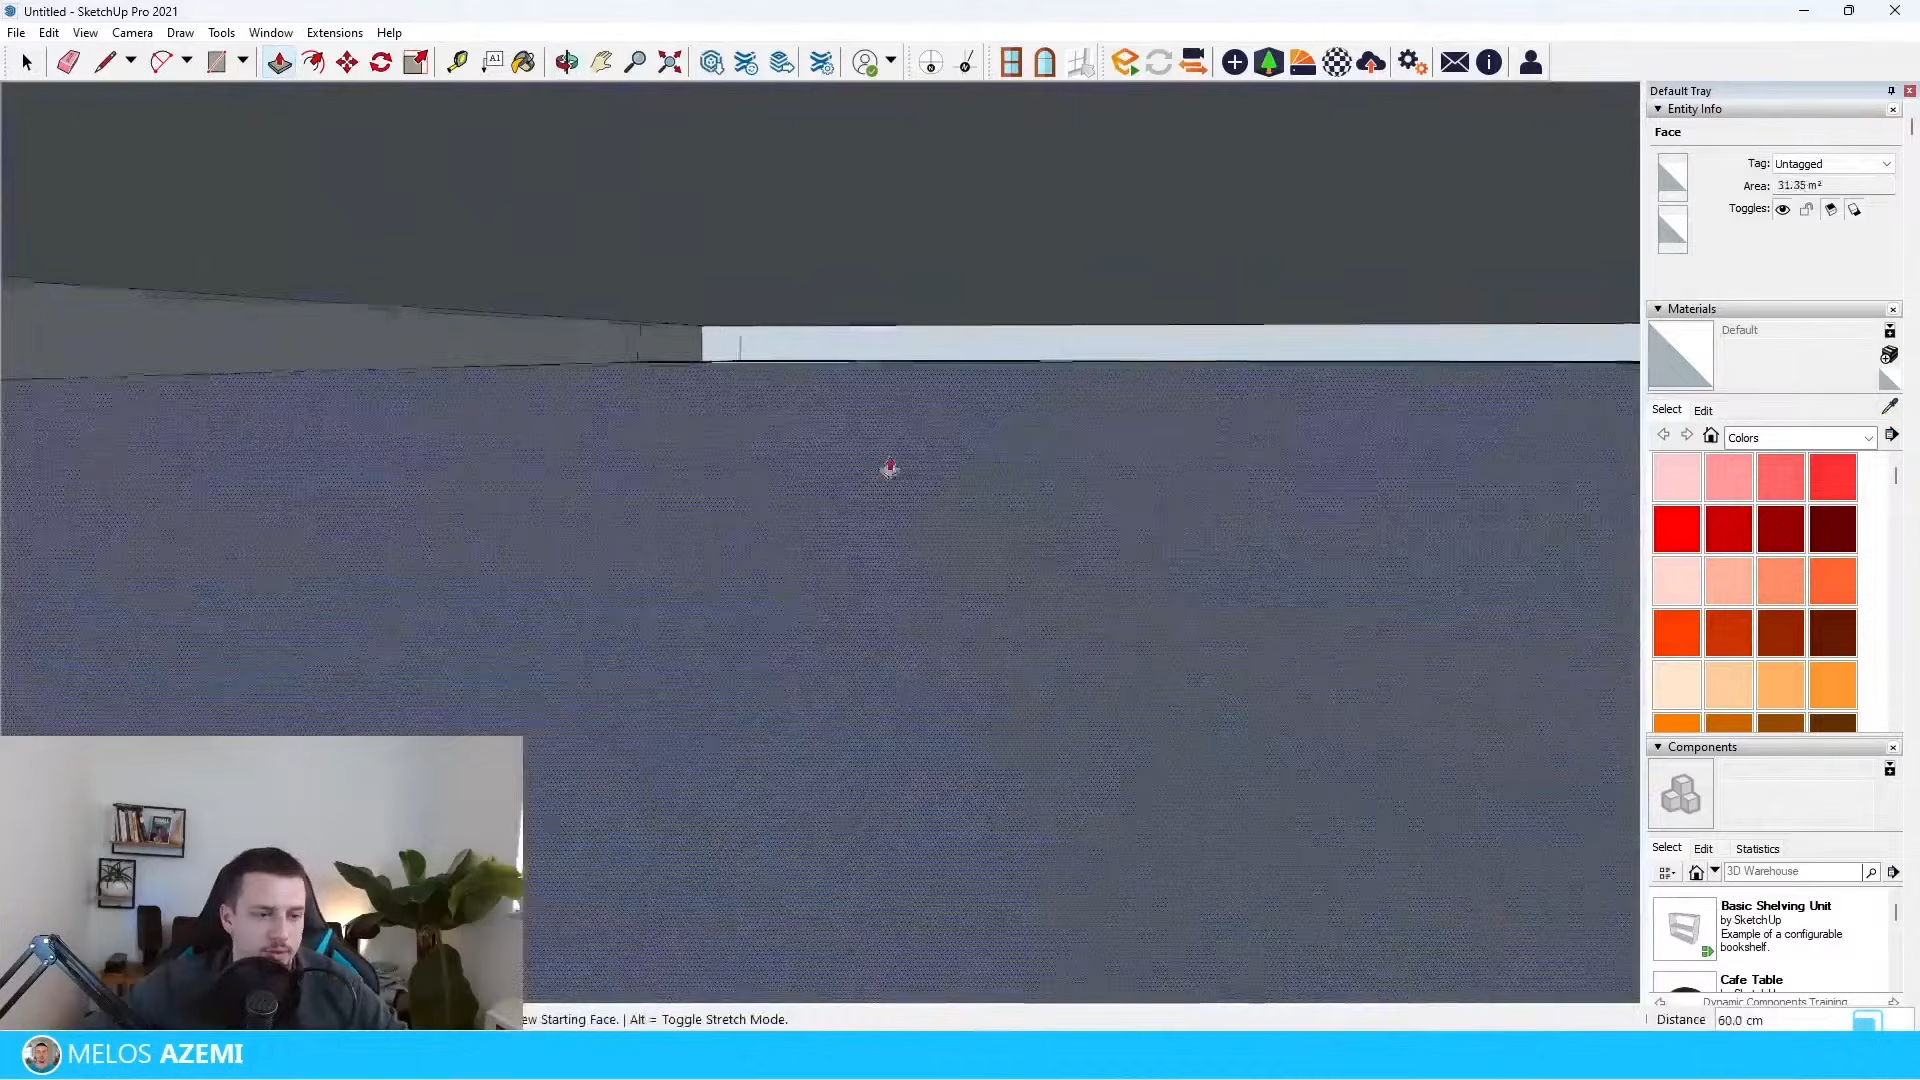 Untitled - SketchUp Pro 2021
File Edit View Camera Draw Tools Window Extensions Help
A1
Default Tray
Entity Info
Face
Tag: Untagged
Area: 31.35 m²
Toggles:
Materials
Default
Select Edit
Colors
Components
Select Edit Statistics
3D Warehouse
Basic Shelving Unit
by SketchUp
Example of a configurable
bookshelf.
Cafe Table
Dynamic Components Training
ew Starting Face. | Alt = Toggle Stretch Mode.
Distance 60.0 cm
MELOS AZEMI